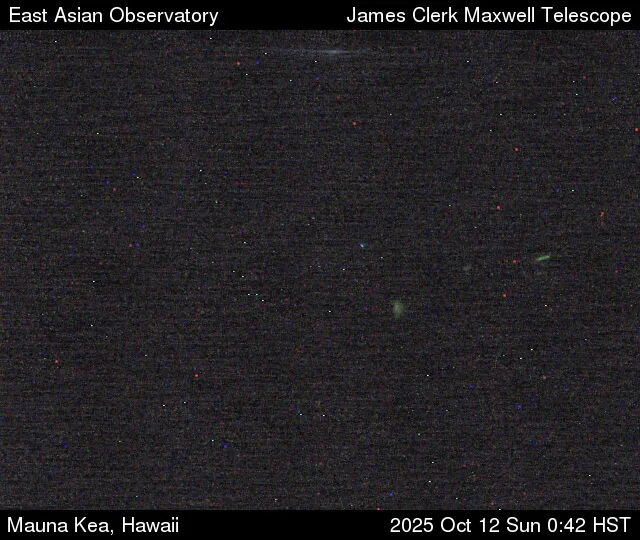 East Asian Observatory
James Clerk Maxwell Telescope
Mauna Kea, Hawaii
2025 Oct 12 Sun 0:42 HST